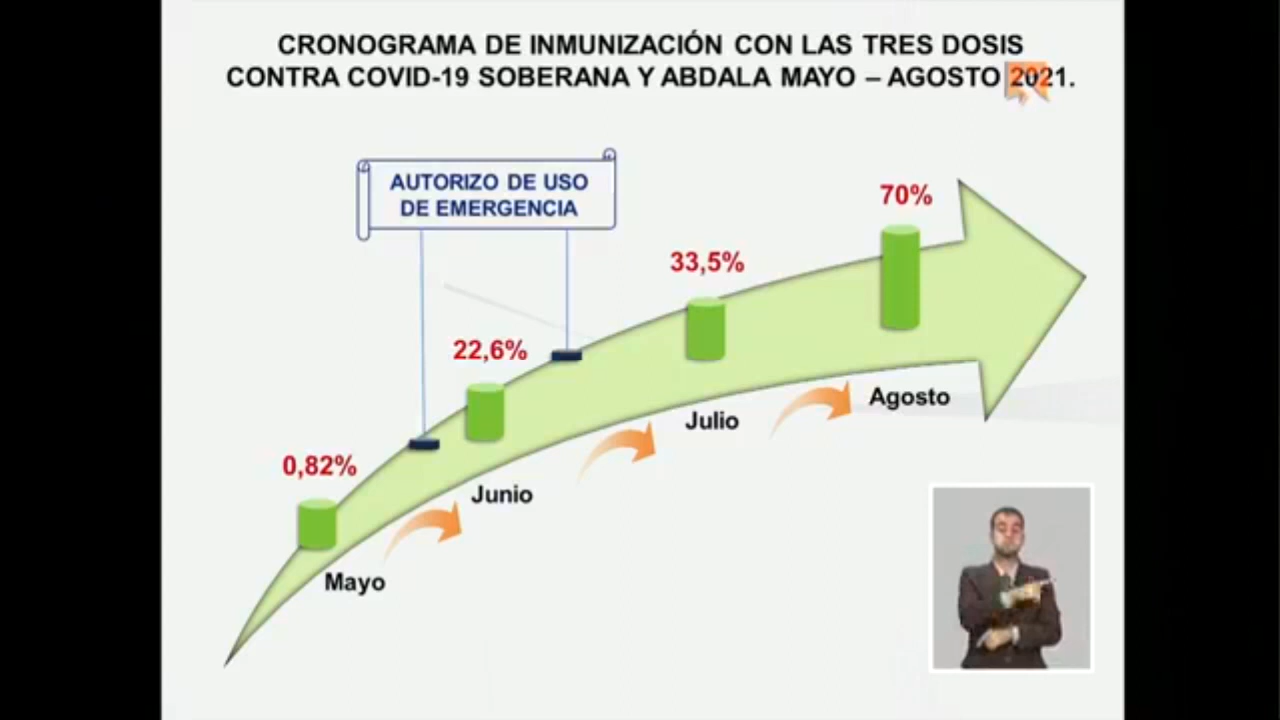 CRONOGRAMA DE INMUNIZACIÓN CON LAS TRES DOSIS
CONTRA COVID-19 SOBERANA Y ABDALA MAYO – AGOSTO 2021.
AUTORIZO DE USO
DE EMERGENCIA
70%
33,5%
22,6%
0,82%
Agosto
Julio
Junio
Mayo